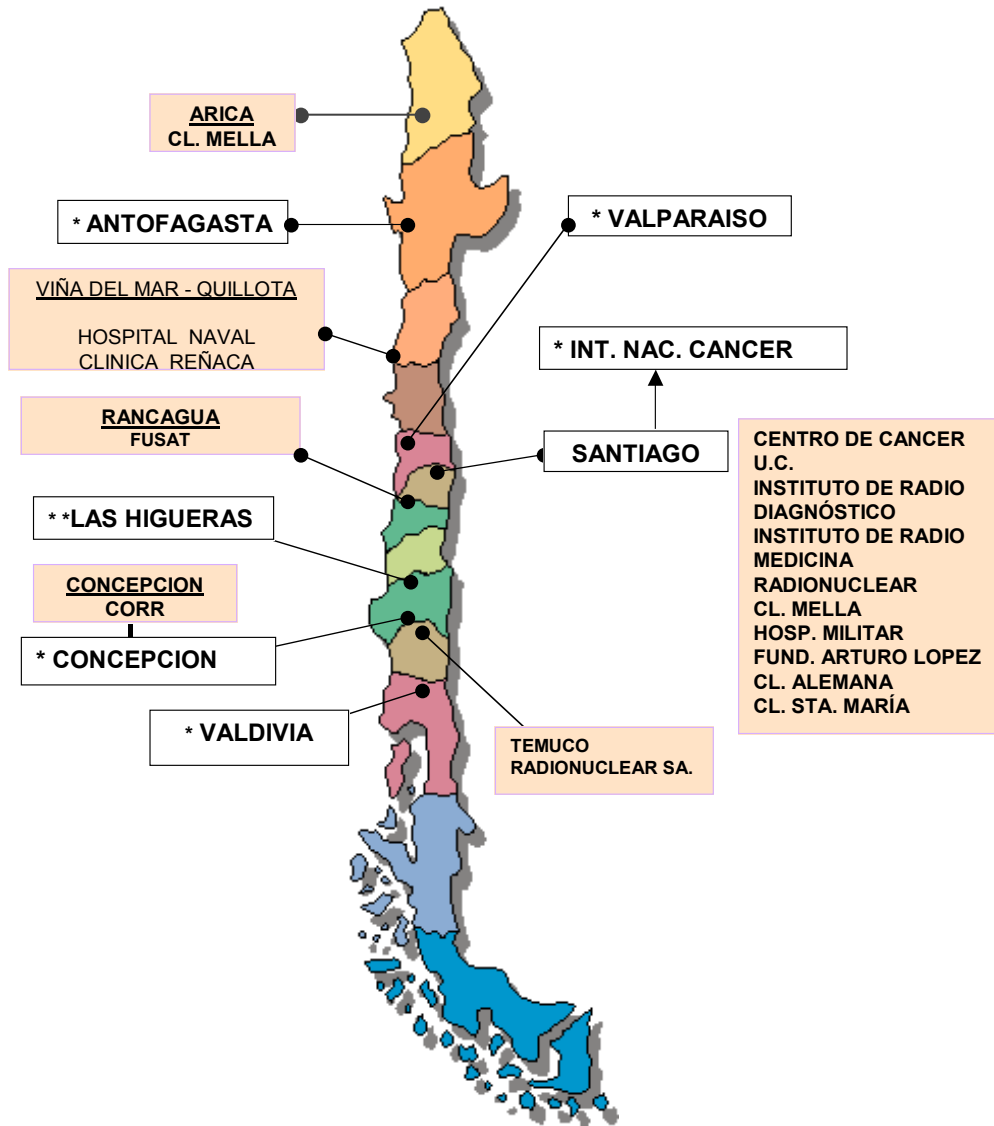 ARICA
CL. MELLA
* ANTOFAGASTA
* VALPARAISO
VIÑA DEL MAR - QUILLOTA
HOSPITAL NAVAL
CLINICA REÑACA
* INT. NAC. CANCER
RANCAGUA
FUSAT
SANTIAGO
CENTRO DE CANCER
U.C.
INSTITUTO DE RADIO
DIAGNÓSTICO
INSTITUTO DE RADIO
MEDICINA
RADIONUCLEAR
CL. MELLA
HOSP. MILITAR
FUND. ARTURO LOPEZ
CL. ALEMANA
CL. STA. MARÍA
* *LAS HIGUERAS
CONCEPCION
CORR
* CONCEPCION
* VALDIVIA
TEMUCO
RADIONUCLEAR SA.